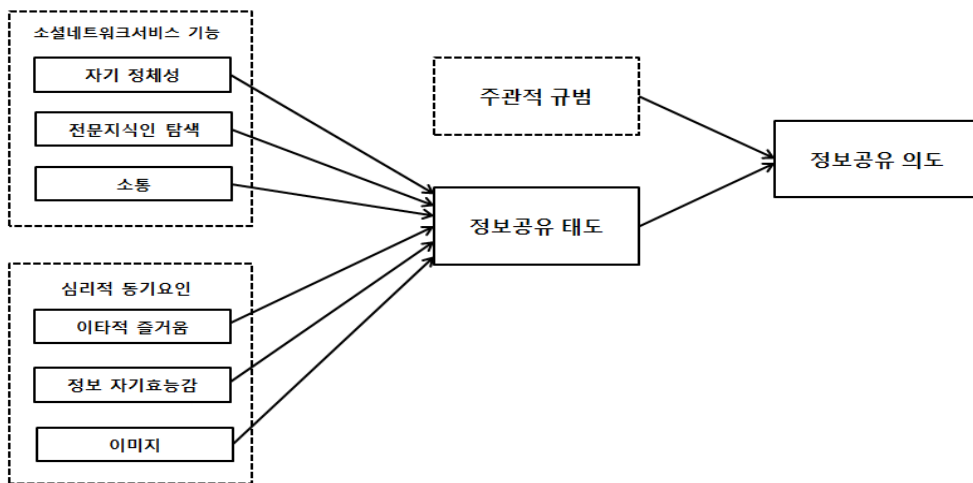 소셜네트워크서비스 기능
자기 정체성
전문지식인 탐색
소통
심리적 동기요인
이타적 즐거움
정보 자기효능감
이미지
주관적 규범
정보공유 태도
정보공유 의도